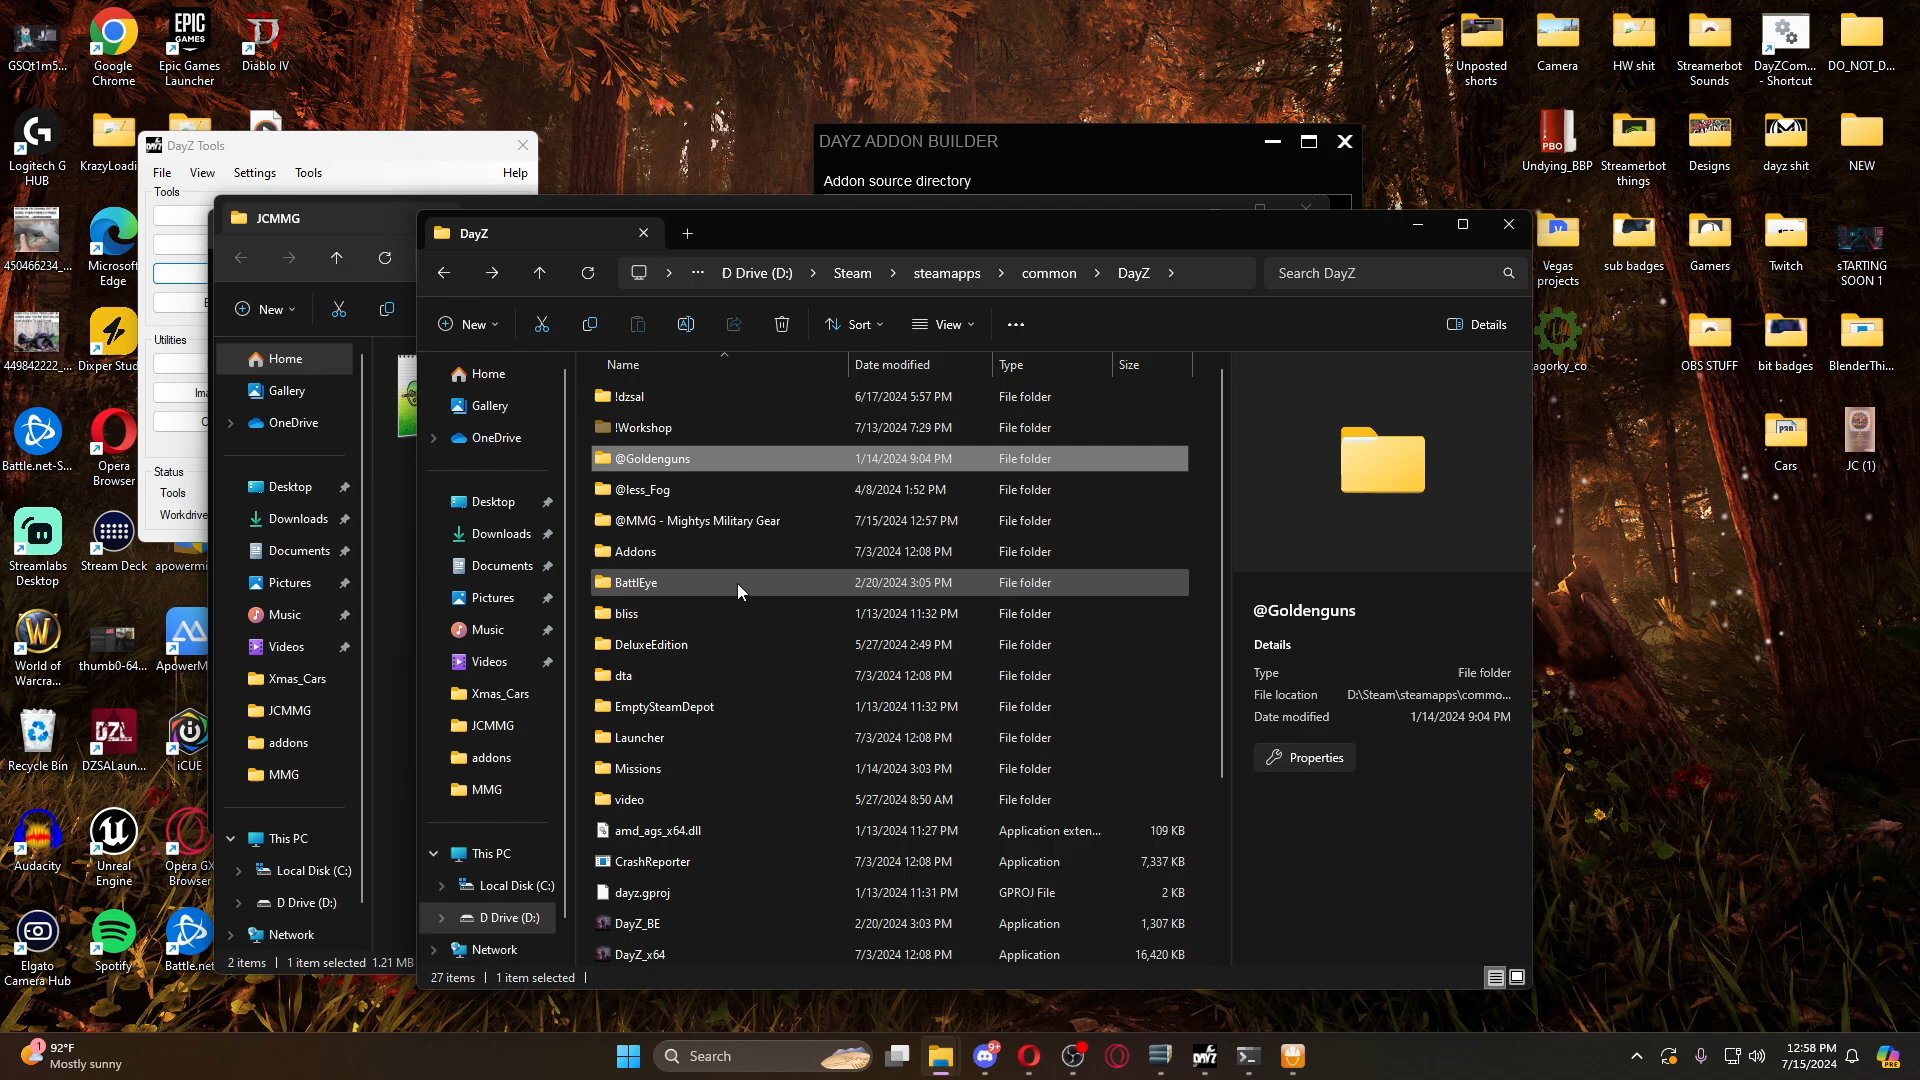 GSQt1m5...
Google
Chrome
Epic Games
Launcher
Diablo IV
Logitech G
HUB
KrazyLoadi
450466234_...
Microsof
Edge
449842222_...
Dixper Stud
Battle.net-S...
Opera
Browser
Streamlabs
Desktop
Stream Deck
apowermi
World of
Warcra...
thumb0-64...
ApowerM
Recycle Bin
DZSALaun...
iCUE
Audacity
Unreal
Engine
Opera GX
Browser
Elgato
Camera Hub
Spotify
Battle.net
DayZ Tools
File
View
Settings
Tools
Help
Tools
Utilities
Ima
Status
Tools
Workdrive
JCMMG
New
Home
Gallery
OneDrive
Desktop
Downloads
Documents
Pictures
Music
Videos
Xmas_Cars
JCMMG
addons
MMG
This PC
Local Disk (C:)
D Drive (D:)
Network
2 items
1 item selected 1.21 MB
DAYZ ADDON BUILDER
Addon source directory
DayZ
D Drive (D:) > Steam > steamapps > common > DayZ >
Search DayZ
New
Sort
View
Details
Home
Gallery
OneDrive
Desktop
Downloads
Documents
Pictures
Music
Videos
Xmas_Cars
JCMMG
addons
MMG
This PC
Local Disk (C:)
D Drive (D:)
Network
Name Date modified Type Size
!dzsal 6/17/2024 5:57 PM File folder
!Workshop 7/13/2024 7:29 PM File folder
@Goldenguns 1/14/2024 9:04 PM File folder
@less_Fog 4/8/2024 1:52 PM File folder
@MMG - Mightys Military Gear 7/15/2024 12:57 PM File folder
Addons 7/3/2024 12:08 PM File folder
BattlEye 2/20/2024 3:05 PM File folder
bliss 1/13/2024 11:32 PM File folder
DeluxeEdition 5/27/2024 2:49 PM File folder
dta 7/3/2024 12:08 PM File folder
EmptySteamDepot 1/13/2024 11:32 PM File folder
Launcher 7/3/2024 12:08 PM File folder
Missions 1/14/2024 3:03 PM File folder
video 5/27/2024 8:50 AM File folder
amd_ags_x64.dll 1/13/2024 11:27 PM Application exten... 109 KB
CrashReporter 7/3/2024 12:08 PM Application 7,337 KB
dayz.gproj 1/13/2024 11:31 PM GPROJ File 2 KB
DayZ_BE 2/20/2024 3:03 PM Application 1,307 KB
DayZ_x64 7/3/2024 12:08 PM Application 16,420 KB
27 items
1 item selected
@Goldenguns
Details
Type File folder
File location D:\Steam\steamapps\commo...
Date modified 1/14/2024 9:04 PM
Properties
Unposted
shorts
Camera
HW shit
Streamerbot
Sounds
DayZCom...
- Shortcut
DO_NOT_D...
PBO
Undying_BBP
Streamerbot
things
Designs
dayz shit
NEW
Vegas
projects
sub badges
Gamers
Twitch
sTARTING
SOON 1
agorky_co
OBS STUFF
bit badges
BlenderThi...
Cars
JC (1)
1
92°F
Mostly sunny
Search
9+
DAYZ
12:58 PM
7/15/2024
PRE